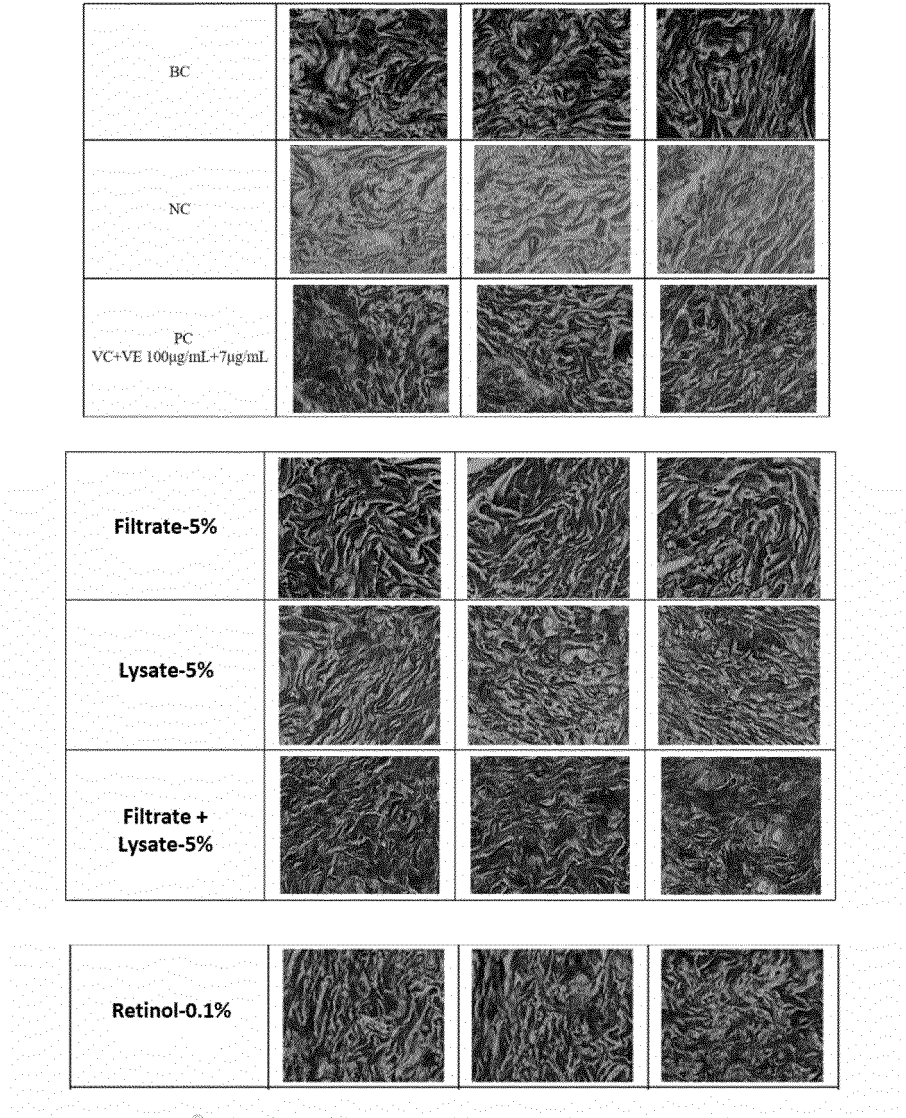 BC
NC
PC
VC+VE 100μg/mL+7μg/mL
Filtrate-5%
Lysate-5%
Filtrate +
Lysate-5%
Retinol-0.1%